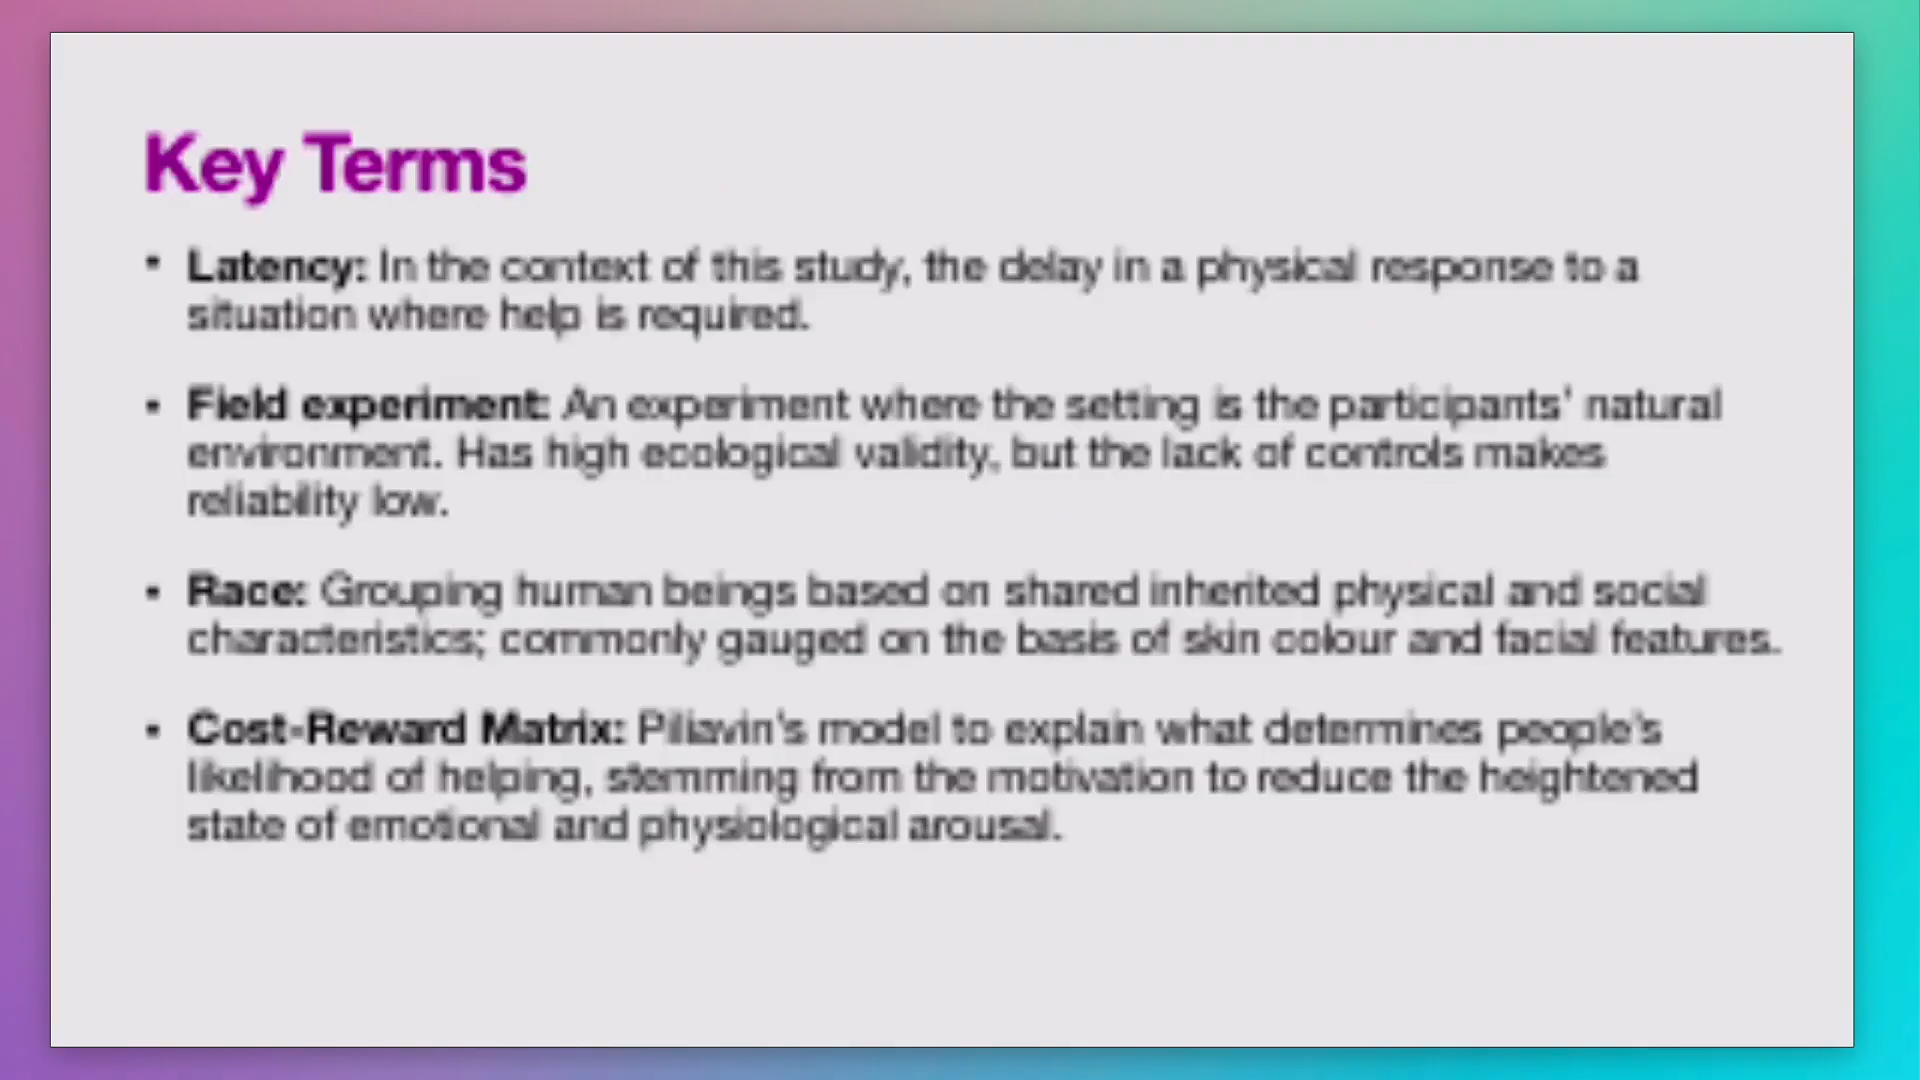 Key Terms
• Latency: In the context of this study, the delay in a physical response to a
situation where help is required.
• Field experiment: An experiment where the setting is the participants' natural
environment. Has high ecological validity, but the lack of controls makes
reliability low.
• Race: Grouping human beings based on shared inherited physical and social
characteristics; commonly gauged on the basis of skin colour and facial features.
• Cost-Reward Matrix: Piliavin's model to explain what determines people's
likelihood of helping, stemming from the motivation to reduce the heightened
state of emotional and physiological arousal.